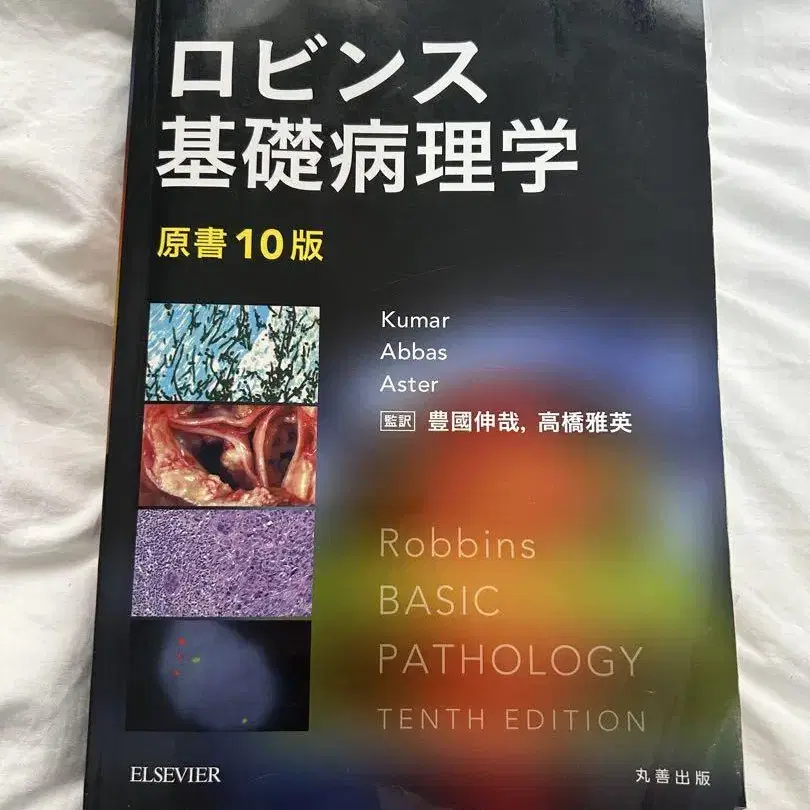 ロビンス
基礎病理学
原書10版
Kumar
Abbas
Aster
監訳 豊國伸哉, 高橋雅英
Robbins
BASIC
PATHOLOGY
TENTH EDITION
ELSEVIER
丸善出版